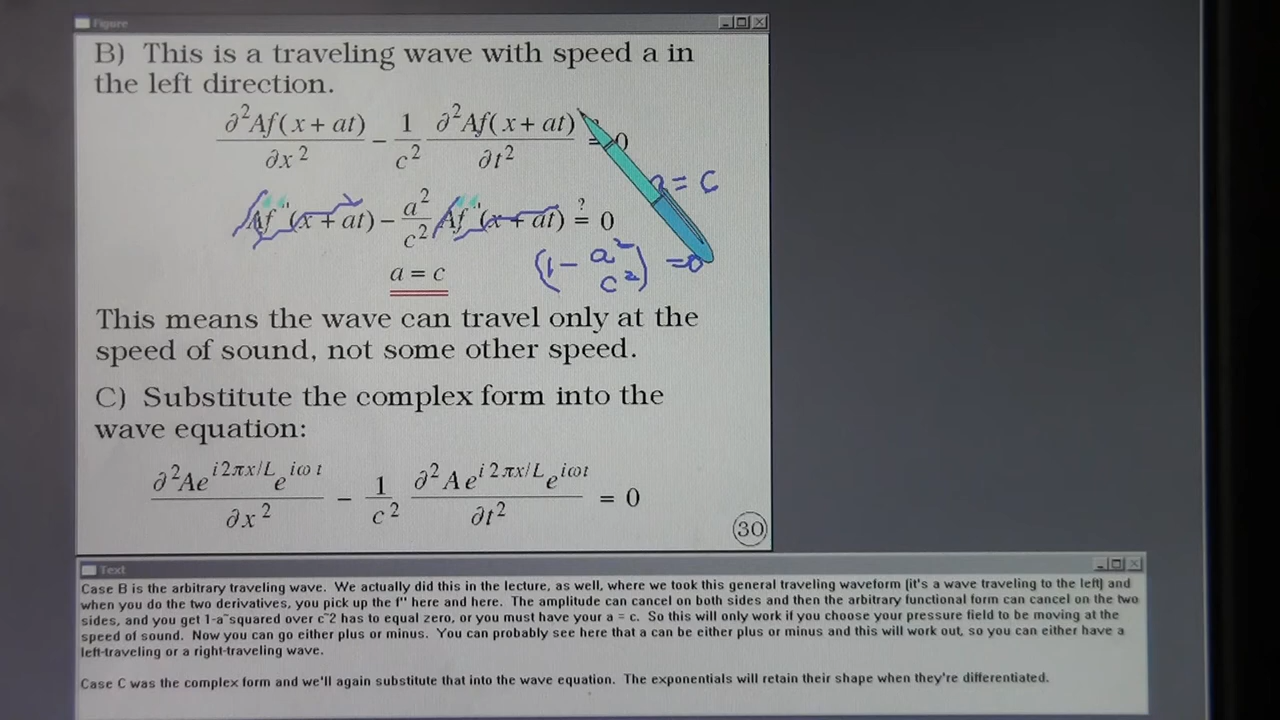 Figure
B) This is a traveling wave with speed a in
the left direction.
∂²Af(x + at)/∂x² − 1/c² ∂²Af(x + at)/∂t² = 0
a = c
Af ''(x + at) − a²/c² Af ''(x + at) ?= 0
(1 − a²/c²) = 0
a = c
This means the wave can travel only at the
speed of sound, not some other speed.
C) Substitute the complex form into the
wave equation:
∂²Ae^{i2πx/L}e^{iωt}/∂x² − 1/c² ∂²Ae^{i2πx/L}e^{iωt}/∂t² = 0
30
Text
Case B is the arbitrary traveling wave. We actually did this in the lecture, as well, where we took this general traveling waveform (it's a wave traveling to the left) and
when you do the two derivatives, you pick up the f'' here and here. The amplitude can cancel on both sides and then the arbitrary functional form can cancel on the two
sides, and you get 1-a^squared over c^2 has to equal zero, or you must have your a = c. So this will only work if you choose your pressure field to be moving at the
speed of sound. Now you can go either plus or minus. You can probably see here that a can be either plus or minus and this will work out, so you can either have a
left-traveling or a right-traveling wave.
Case C was the complex form and we'll again substitute that into the wave equation. The exponentials will retain their shape when they're differentiated.